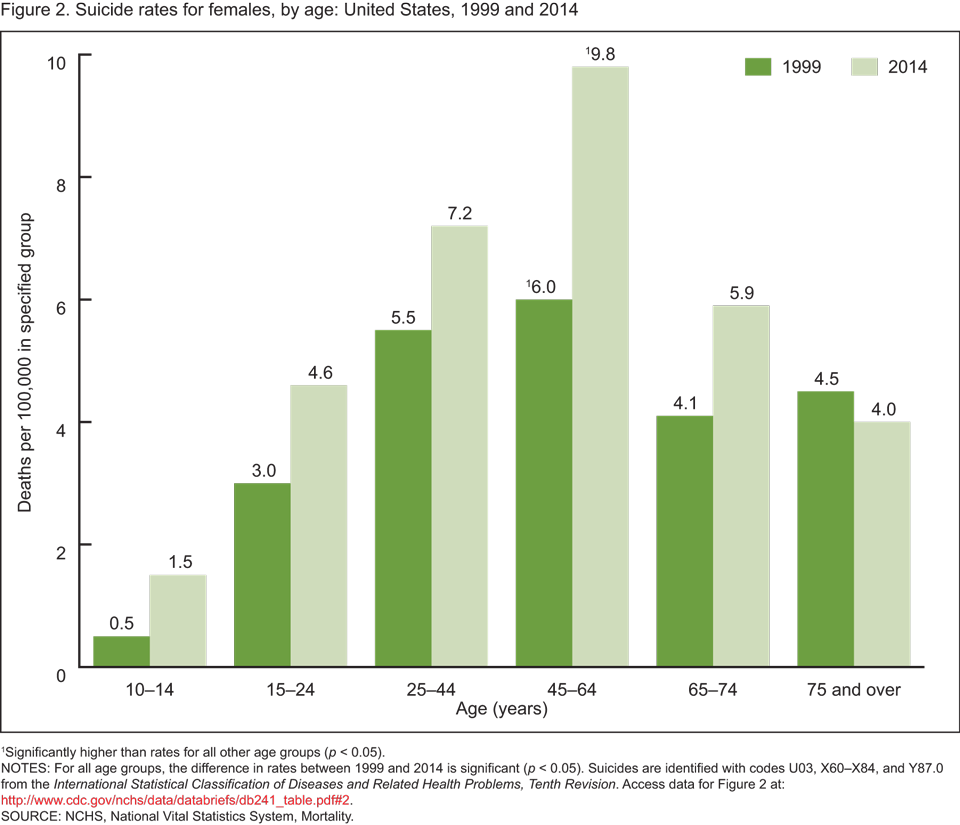 Figure 2. Suicide rates for females, by age: United States, 1999 and 2014
1999 2014
Deaths per 100,000 in specified group
10
8
6
4
2
0
0.5 1.5
3.0 4.6
5.5 7.2
¹6.0 ¹9.8
4.1 5.9
4.5 4.0
10–14 15–24 25–44 45–64 65–74 75 and over
Age (years)
¹Significantly higher than rates for all other age groups (p < 0.05).
NOTES: For all age groups, the difference in rates between 1999 and 2014 is significant (p < 0.05). Suicides are identified with codes U03, X60–X84, and Y87.0
from the International Statistical Classification of Diseases and Related Health Problems, Tenth Revision. Access data for Figure 2 at:
http://www.cdc.gov/nchs/data/databriefs/db241_table.pdf#2.
SOURCE: NCHS, National Vital Statistics System, Mortality.